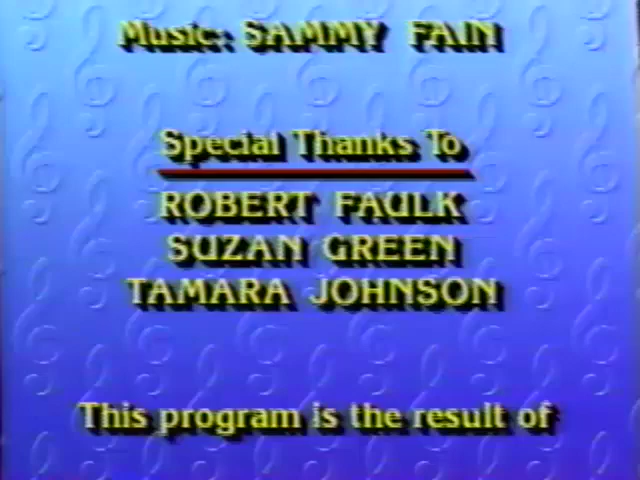 Music: SAMMY FAIN
Special Thanks To
ROBERT FAULK
SUZAN GREEN
TAMARA JOHNSON
This program is the result of